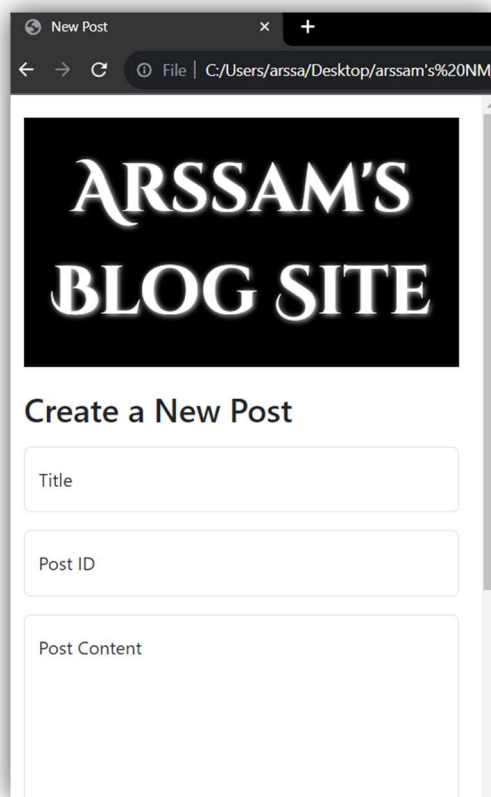 New Post
File
C:/Users/arssa/Desktop/arssam's%20NM
ARSSAM'S
BLOG SITE
Create a New Post
Title
Post ID
Post Content